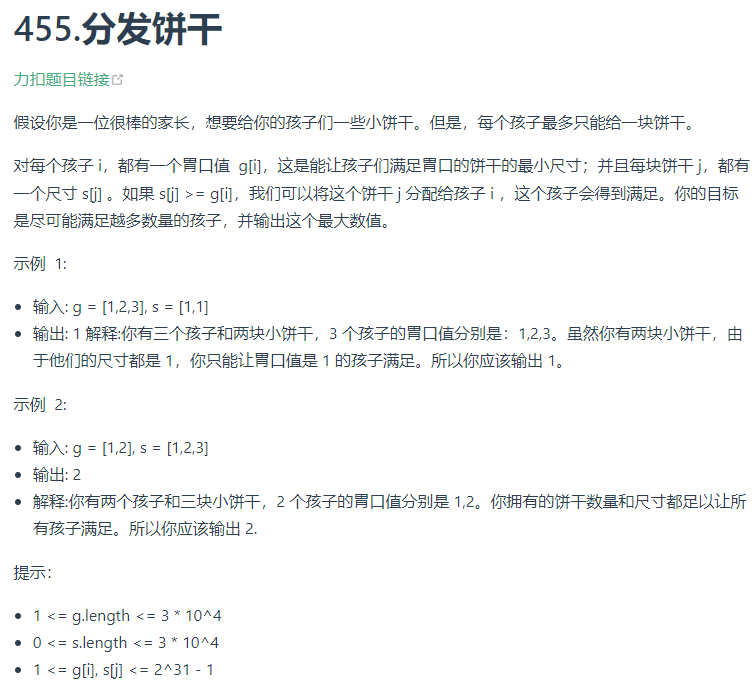 455.分发饼干
力扣题目链接
假设你是一位很棒的家长，想要给你的孩子们一些小饼干。但是，每个孩子最多只能给一块饼干。
对每个孩子 i，都有一个胃口值  g[i]，这是能让孩子们满足胃口的饼干的最小尺寸；并且每块饼干 j，都有
一个尺寸 s[j] 。如果 s[j] >= g[i]，我们可以将这个饼干 j 分配给孩子 i ，这个孩子会得到满足。你的目标
是尽可能满足越多数量的孩子，并输出这个最大数值。
示例  1:
输入: g = [1,2,3], s = [1,1]
输出: 1 解释:你有三个孩子和两块小饼干，3 个孩子的胃口值分别是：1,2,3。虽然你有两块小饼干，由
于他们的尺寸都是 1，你只能让胃口值是 1 的孩子满足。所以你应该输出 1。
示例  2:
输入: g = [1,2], s = [1,2,3]
输出: 2
解释:你有两个孩子和三块小饼干，2 个孩子的胃口值分别是 1,2。你拥有的饼干数量和尺寸都足以让所
有孩子满足。所以你应该输出 2.
提示：
1 <= g.length <= 3 * 10^4
0 <= s.length <= 3 * 10^4
1 <= g[i], s[j] <= 2^31 - 1